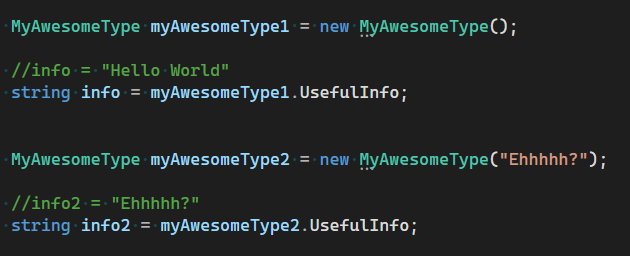 MyAwesomeType myAwesomeType1 = new MyAwesomeType();
//info = "Hello World"
string info = myAwesomeType1.UsefulInfo;
MyAwesomeType myAwesomeType2 = new MyAwesomeType("Ehhhhh?");
//info2 = "Ehhhhh?"
string info2 = myAwesomeType2.UsefulInfo;